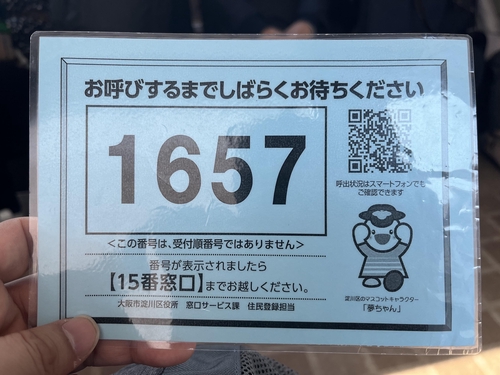 お呼びするまでしばらくお待ちください
1657
呼出状況はスマートフォンでも
ご確認できます
＜この番号は、受付順番号ではありません＞
番号が表示されましたら
【15番窓口】までお越しください。
大阪市淀川区役所　窓口サービス課　住民登録担当
淀川区のマスコットキャラクター
「夢ちゃん」